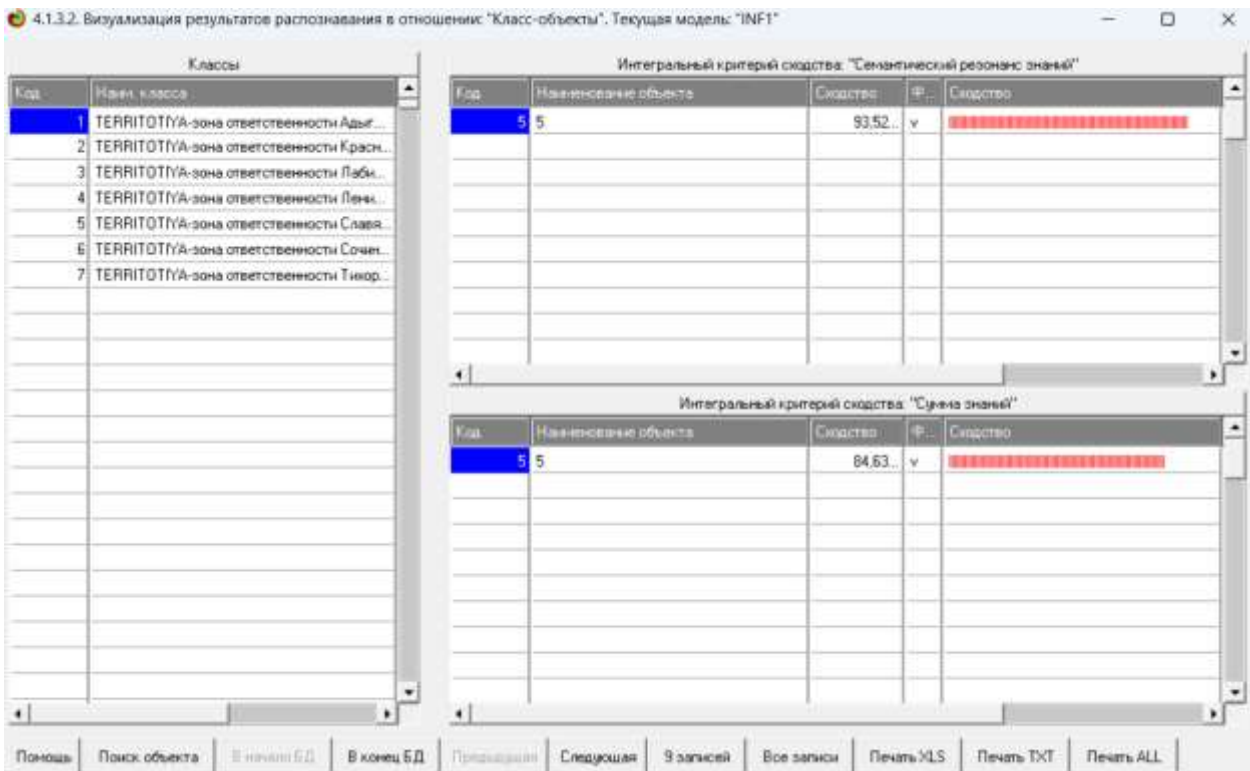 4.1.3.2. Визуализация результатов распознавания в отношении: "Класс-объекты". Текущая модель: "INF1"
Классы
Код Наим. класса
1 TERRITOTIYA-зона ответственности Адыг...
2 TERRITOTIYA-зона ответственности Красн...
3 TERRITOTIYA-зона ответственности Лаби...
4 TERRITOTIYA-зона ответственности Лени...
5 TERRITOTIYA-зона ответственности Славя...
6 TERRITOTIYA-зона ответственности Сочин...
7 TERRITOTIYA-зона ответственности Тихор...
Интегральный критерий сходства: "Семантический резонанс знаний"
Код Наименование объекта Сходство Ф... Сходство
5 5 93,52... v
Интегральный критерий сходства: "Сумма знаний"
Код Наименование объекта Сходство Ф... Сходство
5 5 84,63... v
Помощь Поиск объекта В начало БД В конец БД Предыдущая Следующая 9 записей Все записи Печать XLS Печать TXT Печать ALL